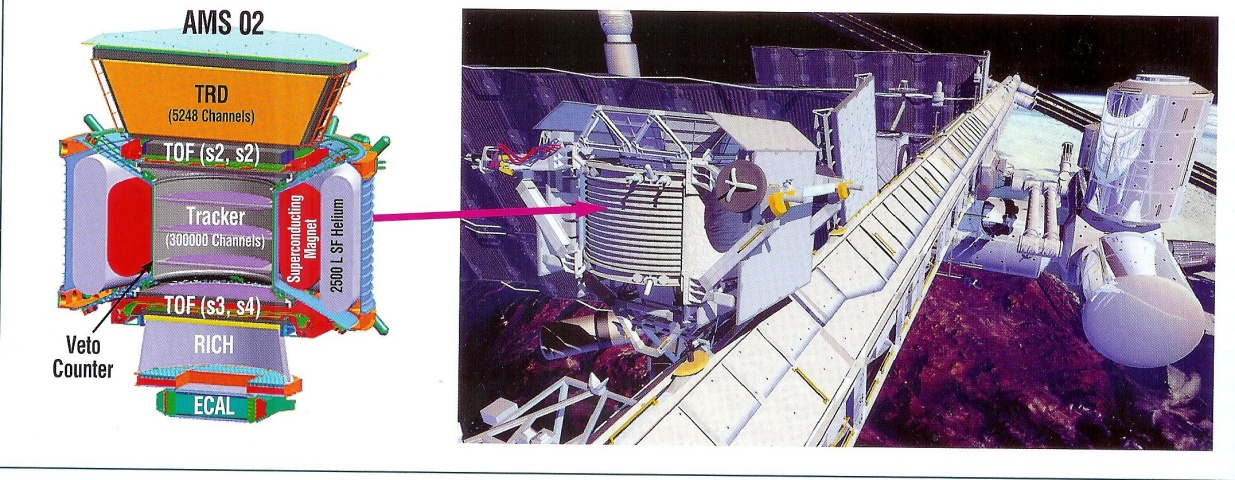 AMS 02
TRD
(5248 Channels)
TOF (s2, s2)
Tracker
(300000 Channels)
Superconducting
Magnet
2500 L SF Helium
TOF (s3, s4)
Veto
Counter
RICH
ECAL